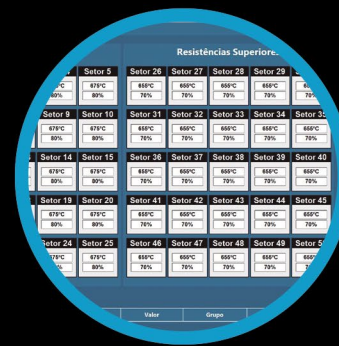 Resistências Superiores
Setor 5 Setor 26 Setor 27 Setor 28 Setor 29
675°C 655°C 655°C 655°C 655°C
80% 80% 70% 70% 70% 70%
Setor 9 Setor 10 Setor 31 Setor 32 Setor 33 Setor 34 Setor 35
675°C 675°C 655°C 655°C 655°C 655°C 655°C
80% 80% 70% 70% 70% 70% 70%
Setor 14 Setor 15 Setor 36 Setor 37 Setor 38 Setor 39 Setor 40
675°C 675°C 655°C 655°C 655°C 655°C 655°C
80% 80% 70% 70% 70% 70% 70%
Setor 19 Setor 20 Setor 41 Setor 42 Setor 43 Setor 44 Setor 45
675°C 675°C 655°C 655°C 655°C 655°C 655°C
80% 80% 70% 70% 70% 70% 70%
Setor 24 Setor 25 Setor 46 Setor 47 Setor 48 Setor 49
675°C 675°C 655°C 655°C 655°C 655°C
80% 70% 70% 70% 70%
Valor Grupo